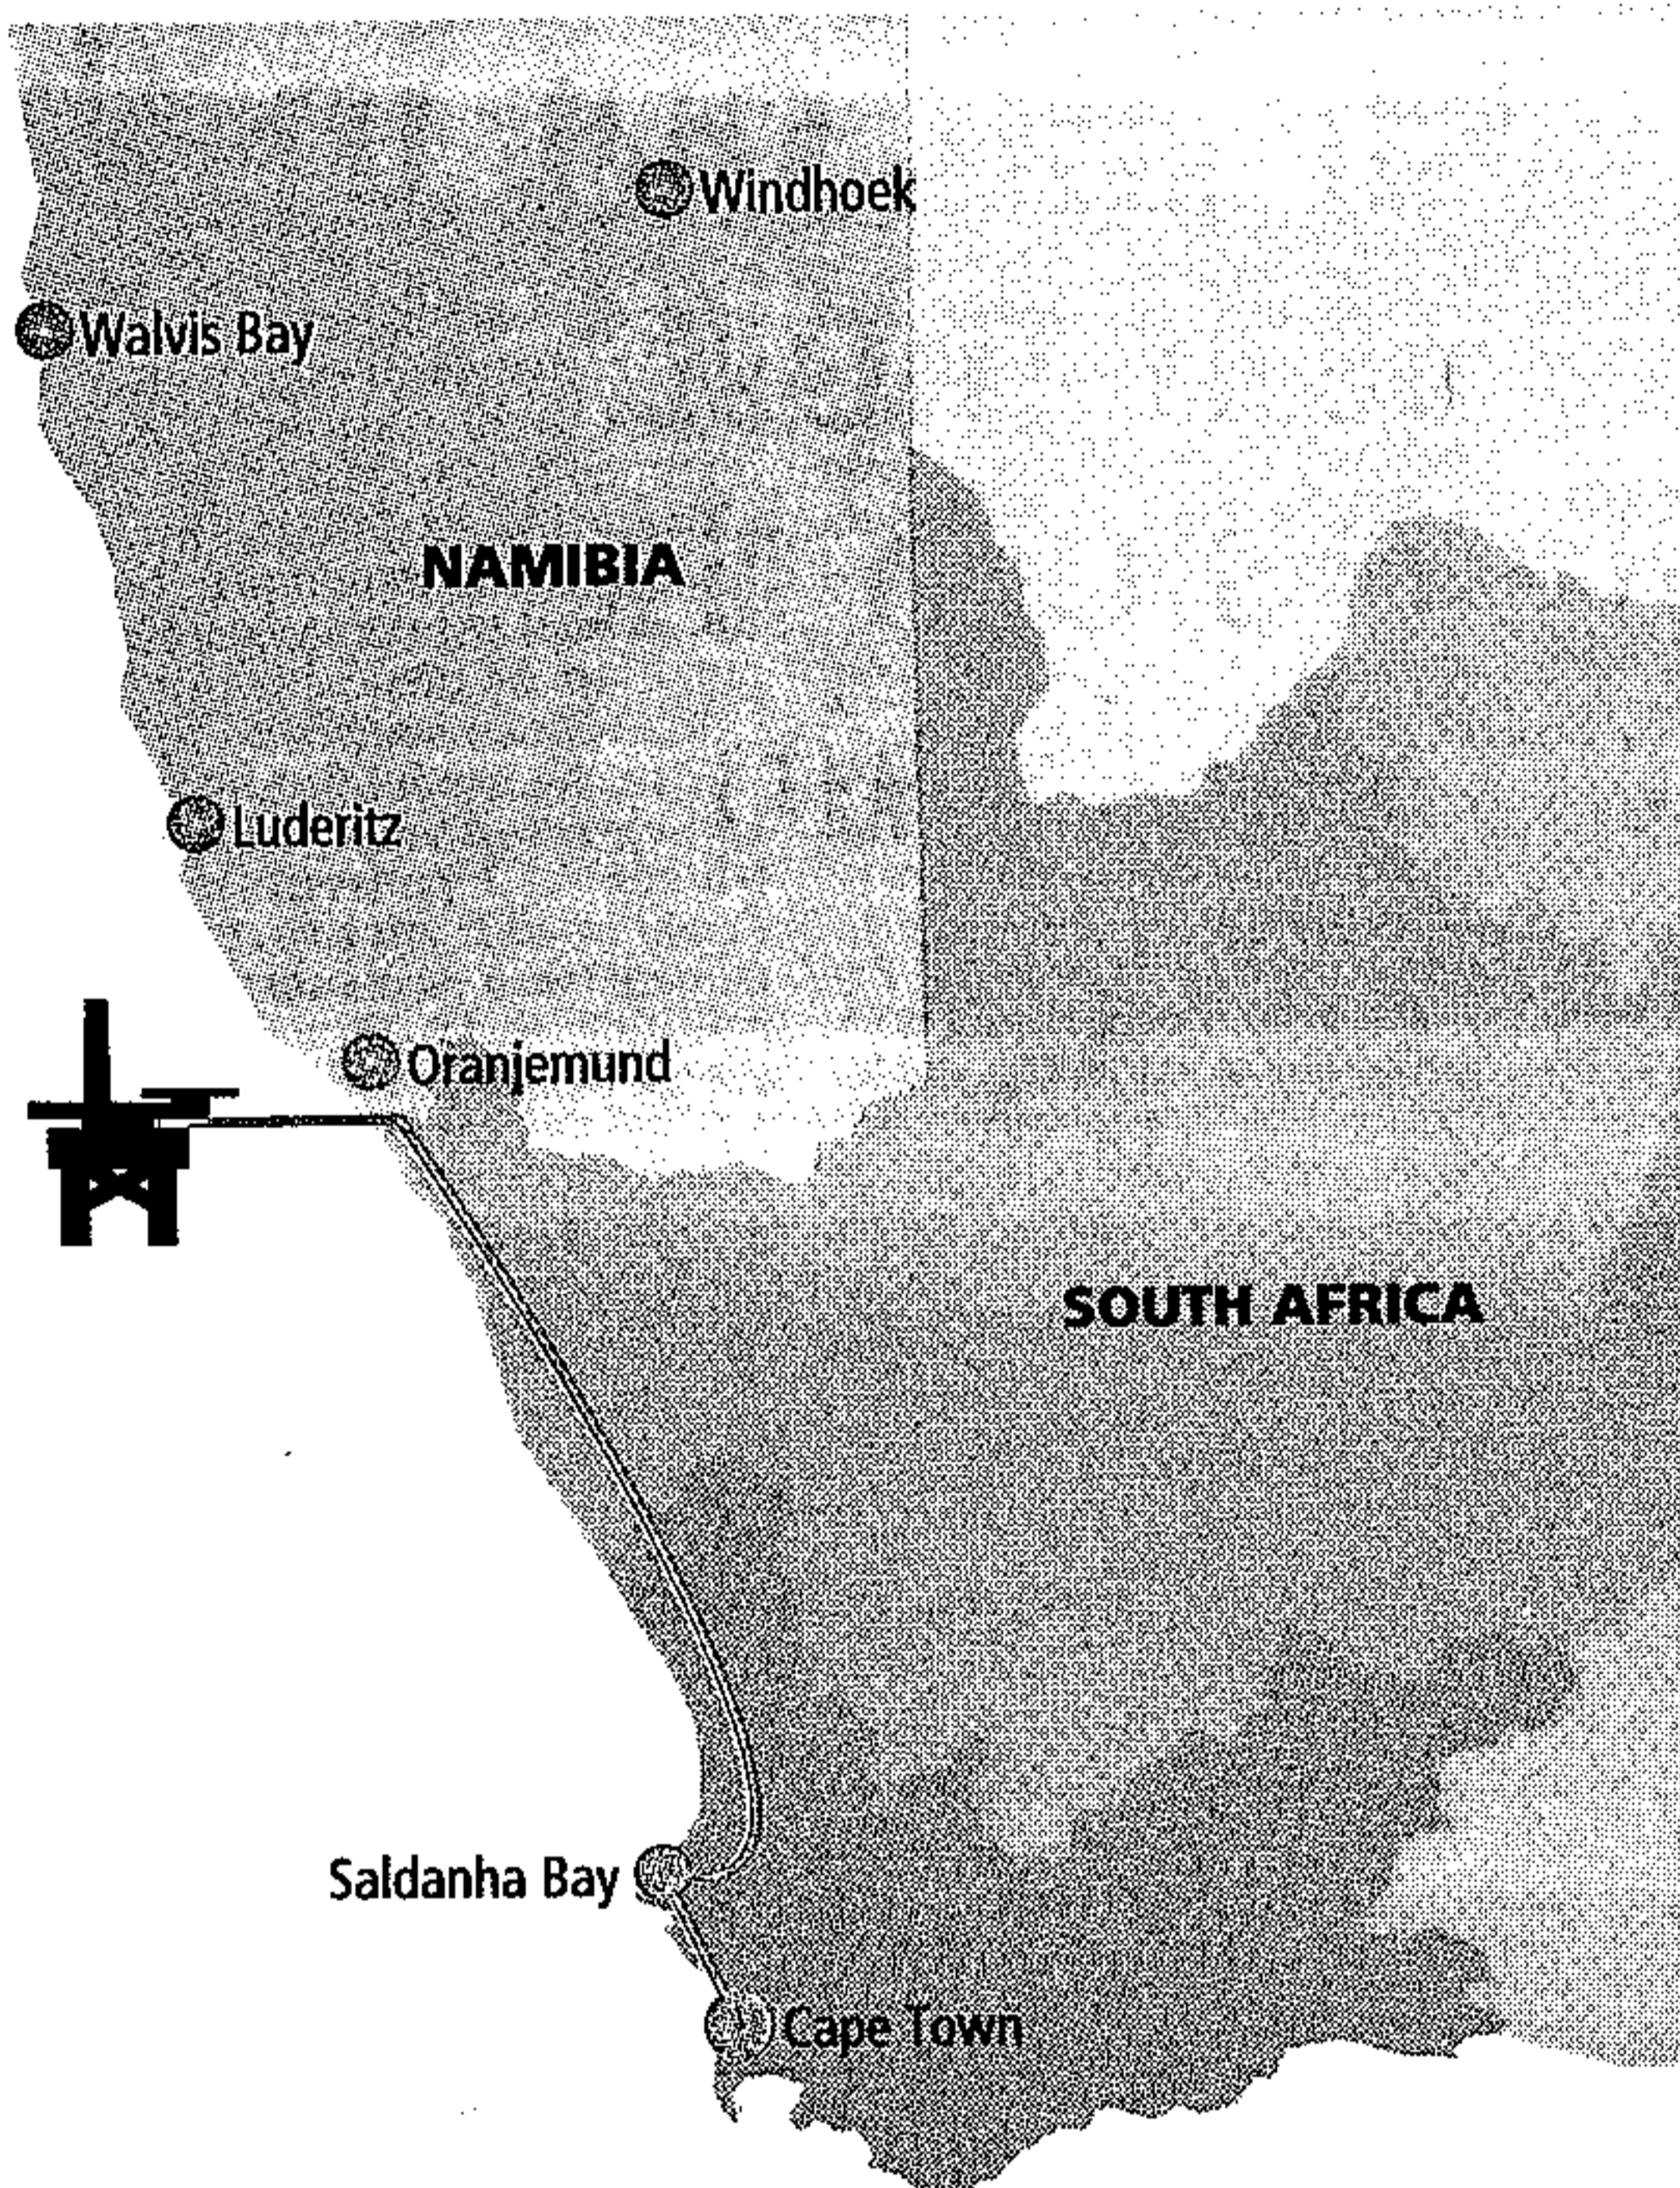 Windhoek
Walvis Bay
NAMIBIA
Luderitz
Oranjemund
SOUTH AFRICA
Saldanha Bay
Cape Town